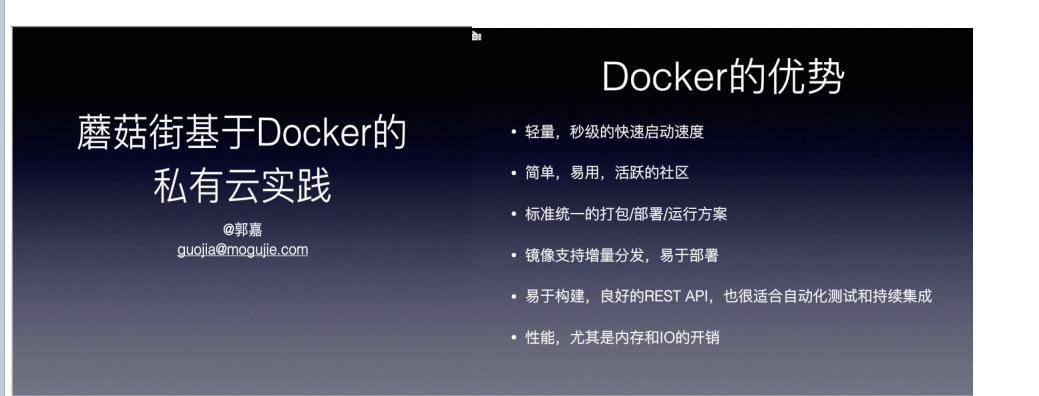 蘑菇街基于Docker的
私有云实践
@郭嘉
guojia@mogujie.com
Docker的优势
• 轻量，秒级的快速启动速度
• 简单，易用，活跃的社区
• 标准统一的打包/部署/运行方案
• 镜像支持增量分发，易于部署
• 易于构建，良好的REST API，也很适合自动化测试和持续集成
• 性能，尤其是内存和IO的开销